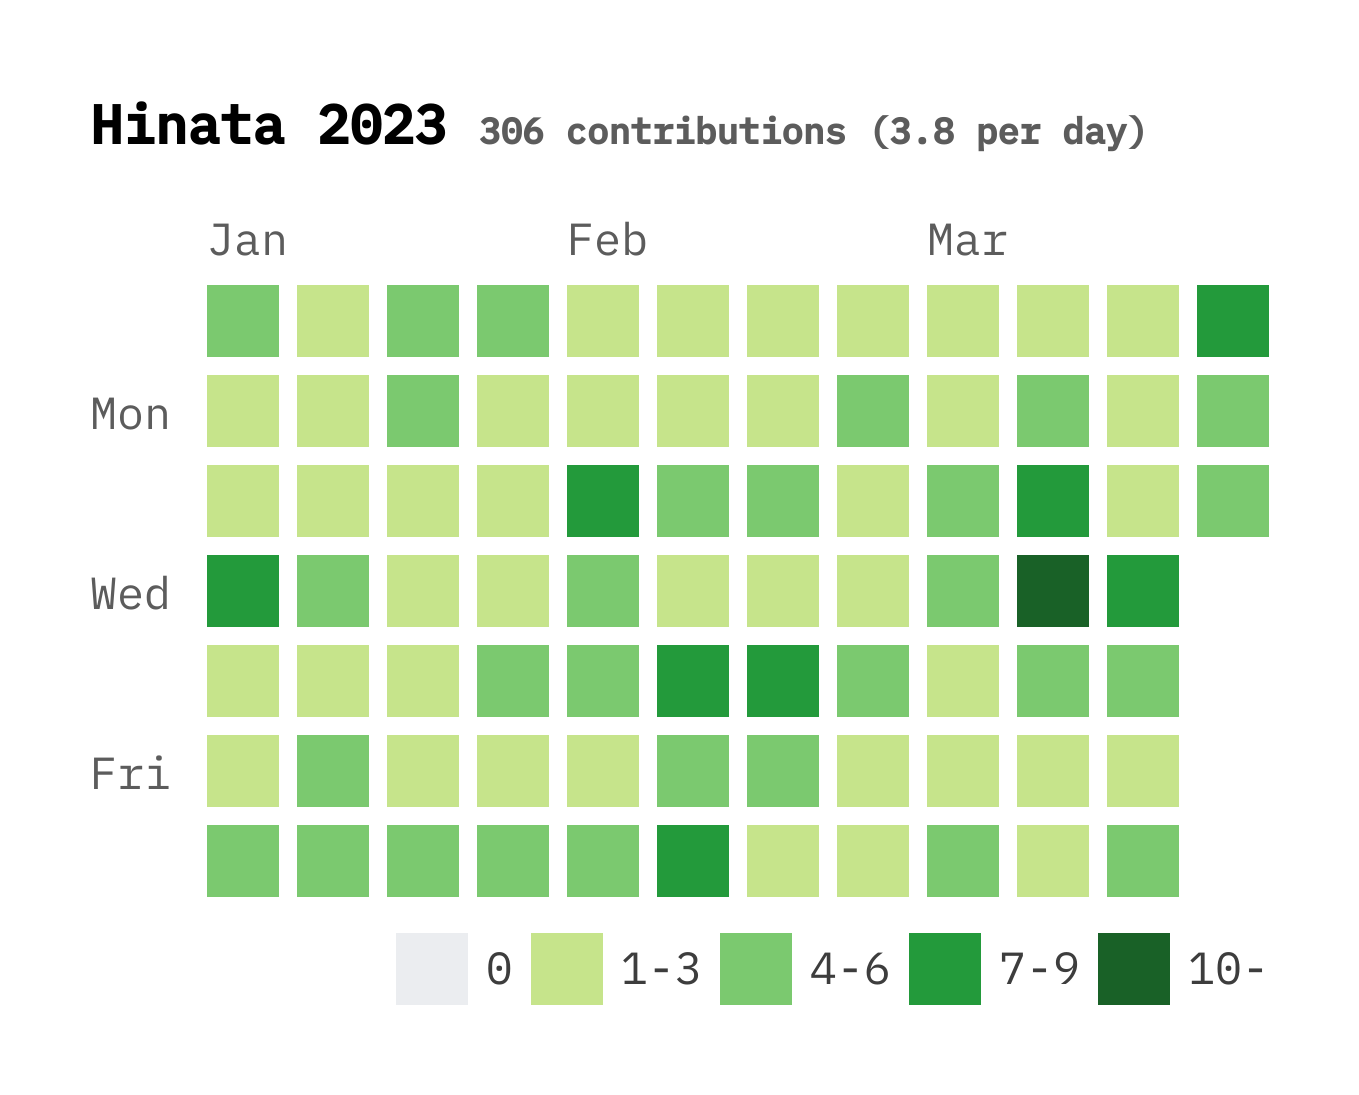 Hinata 2023 306 contributions (3.8 per day)
Jan Feb Mar
Mon
Wed
Fri
0 1-3 4-6 7-9 10-